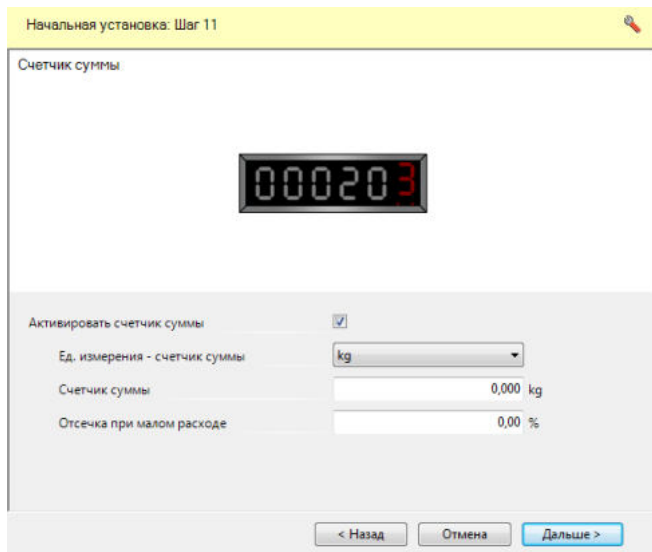 Начальная установка: Шаг 11
Счетчик суммы
000203
Активировать счетчик суммы
Ед. измерения - счетчик суммы kg
Счетчик суммы 0,000 kg
Отсечка при малом расходе 0,00 %
< Назад Отмена Дальше >